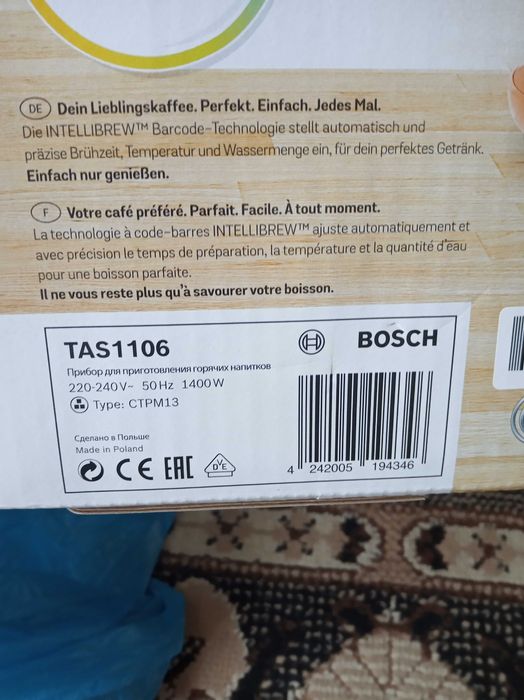 DE Dein Lieblingskaffee. Perfekt. Einfach. Jedes Mal.
Die INTELLIBREW™ Barcode-Technologie stellt automatisch und
präzise Brühzeit, Temperatur und Wassermenge ein, für dein perfektes Getränk.
Einfach nur genießen.
F Votre café préféré. Parfait. Facile. À tout moment.
La technologie à code-barres INTELLIBREW™ ajuste automatiquement et
avec précision le temps de préparation, la température et la quantité d'eau
pour une boisson parfaite.
Il ne vous reste plus qu'à savourer votre boisson.
TAS1106
BOSCH
Прибор для приготовления горячих напитков
220-240V~ 50Hz 1400W
Type: CTPM13
Сделано в Польше
Made in Poland
CE EAC DVE
4 242005 194346